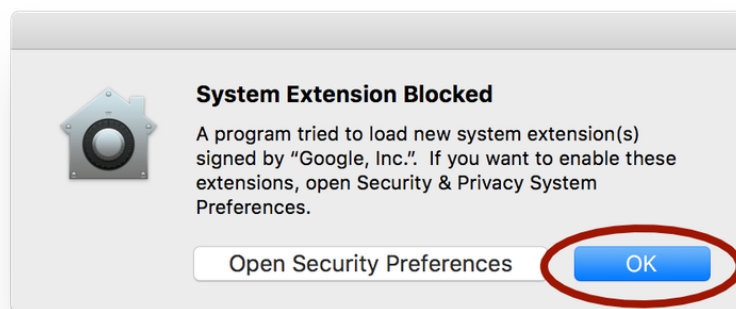 System Extension Blocked
A program tried to load new system extension(s)
signed by “Google, Inc.”.  If you want to enable these
extensions, open Security & Privacy System
Preferences.
Open Security Preferences
OK